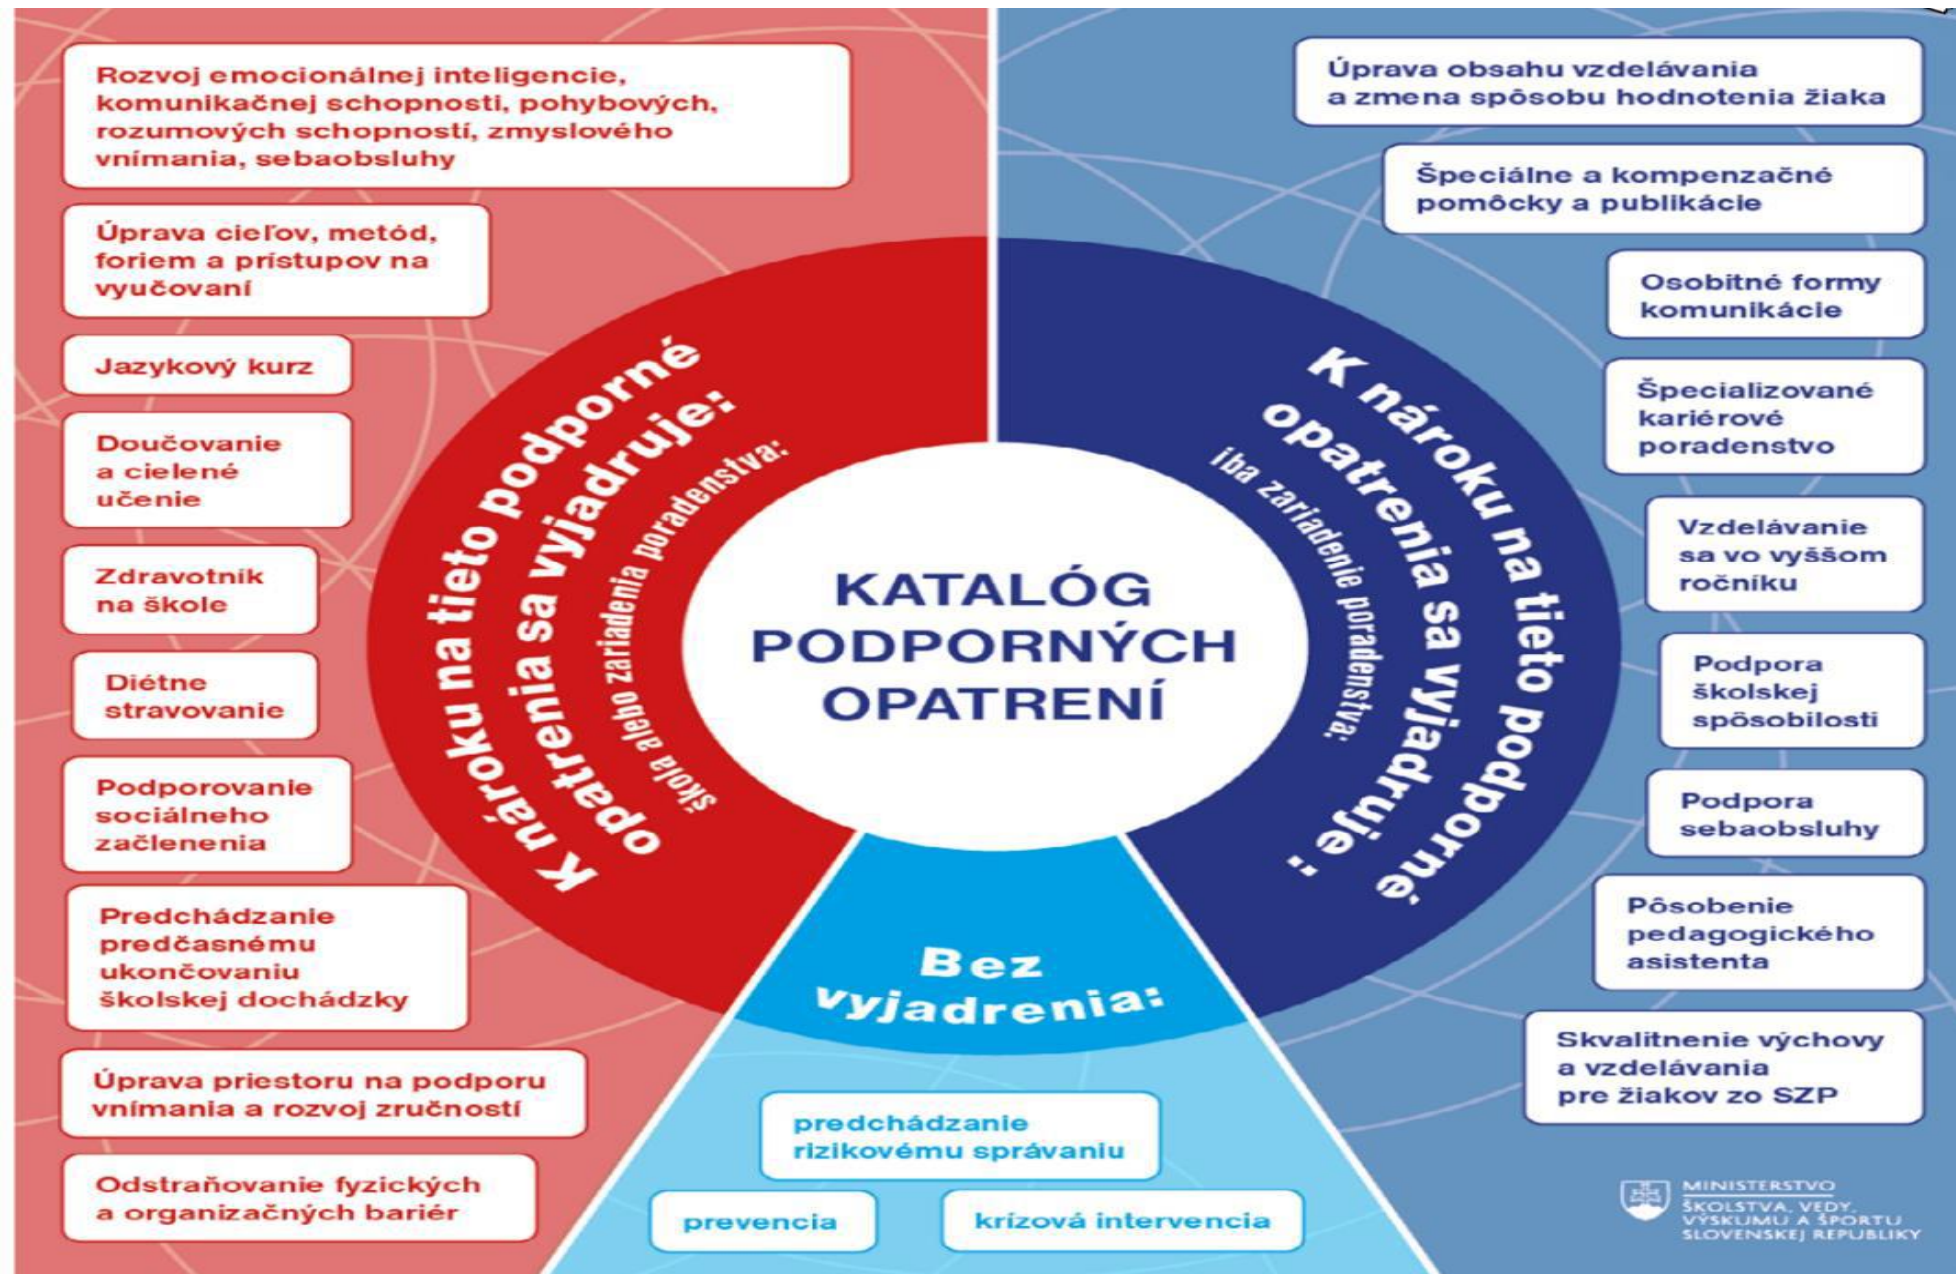 Rozvoj emocionálnej inteligencie,
komunikačnej schopnosti, pohybových,
rozumových schopností, zmyslového
vnímania, sebaobsluhy
Úprava cieľov, metód,
foriem a prístupov na
vyučovaní
Jazykový kurz
Doučovanie
a cielené
učenie
Zdravotník
na škole
Diétne
stravovanie
Podporovanie
sociálneho
začlenenia
Predchádzanie
predčasnému
ukončovaniu
školskej dochádzky
Úprava priestoru na podporu
vnímania a rozvoj zručností
Odstraňovanie fyzických
a organizačných bariér
K nároku na tieto podporné
opatrenia sa vyjadruje:
škola alebo zariadenia poradenstva:
KATALÓG
PODPORNÝCH
OPATRENÍ
K nároku na tieto podporné
opatrenia sa vyjadruje:
iba zariadenie poradenstva:
Bez
vyjadrenia:
predchádzanie
rizikovému správaniu
prevencia
krízová intervencia
Úprava obsahu vzdelávania
a zmena spôsobu hodnotenia žiaka
Špeciálne a kompenzačné
pomôcky a publikácie
Osobitné formy
komunikácie
Špecializované
kariérové
poradenstvo
Vzdelávanie
sa vo vyššom
ročníku
Podpora
školskej
spôsobilosti
Podpora
sebaobsluhy
Pôsobenie
pedagogického
asistenta
Skvalitnenie výchovy
a vzdelávania
pre žiakov zo SZP
MINISTERSTVO
ŠKOLSTVA, VEDY,
VÝSKUMU A ŠPORTU
SLOVENSKEJ REPUBLIKY